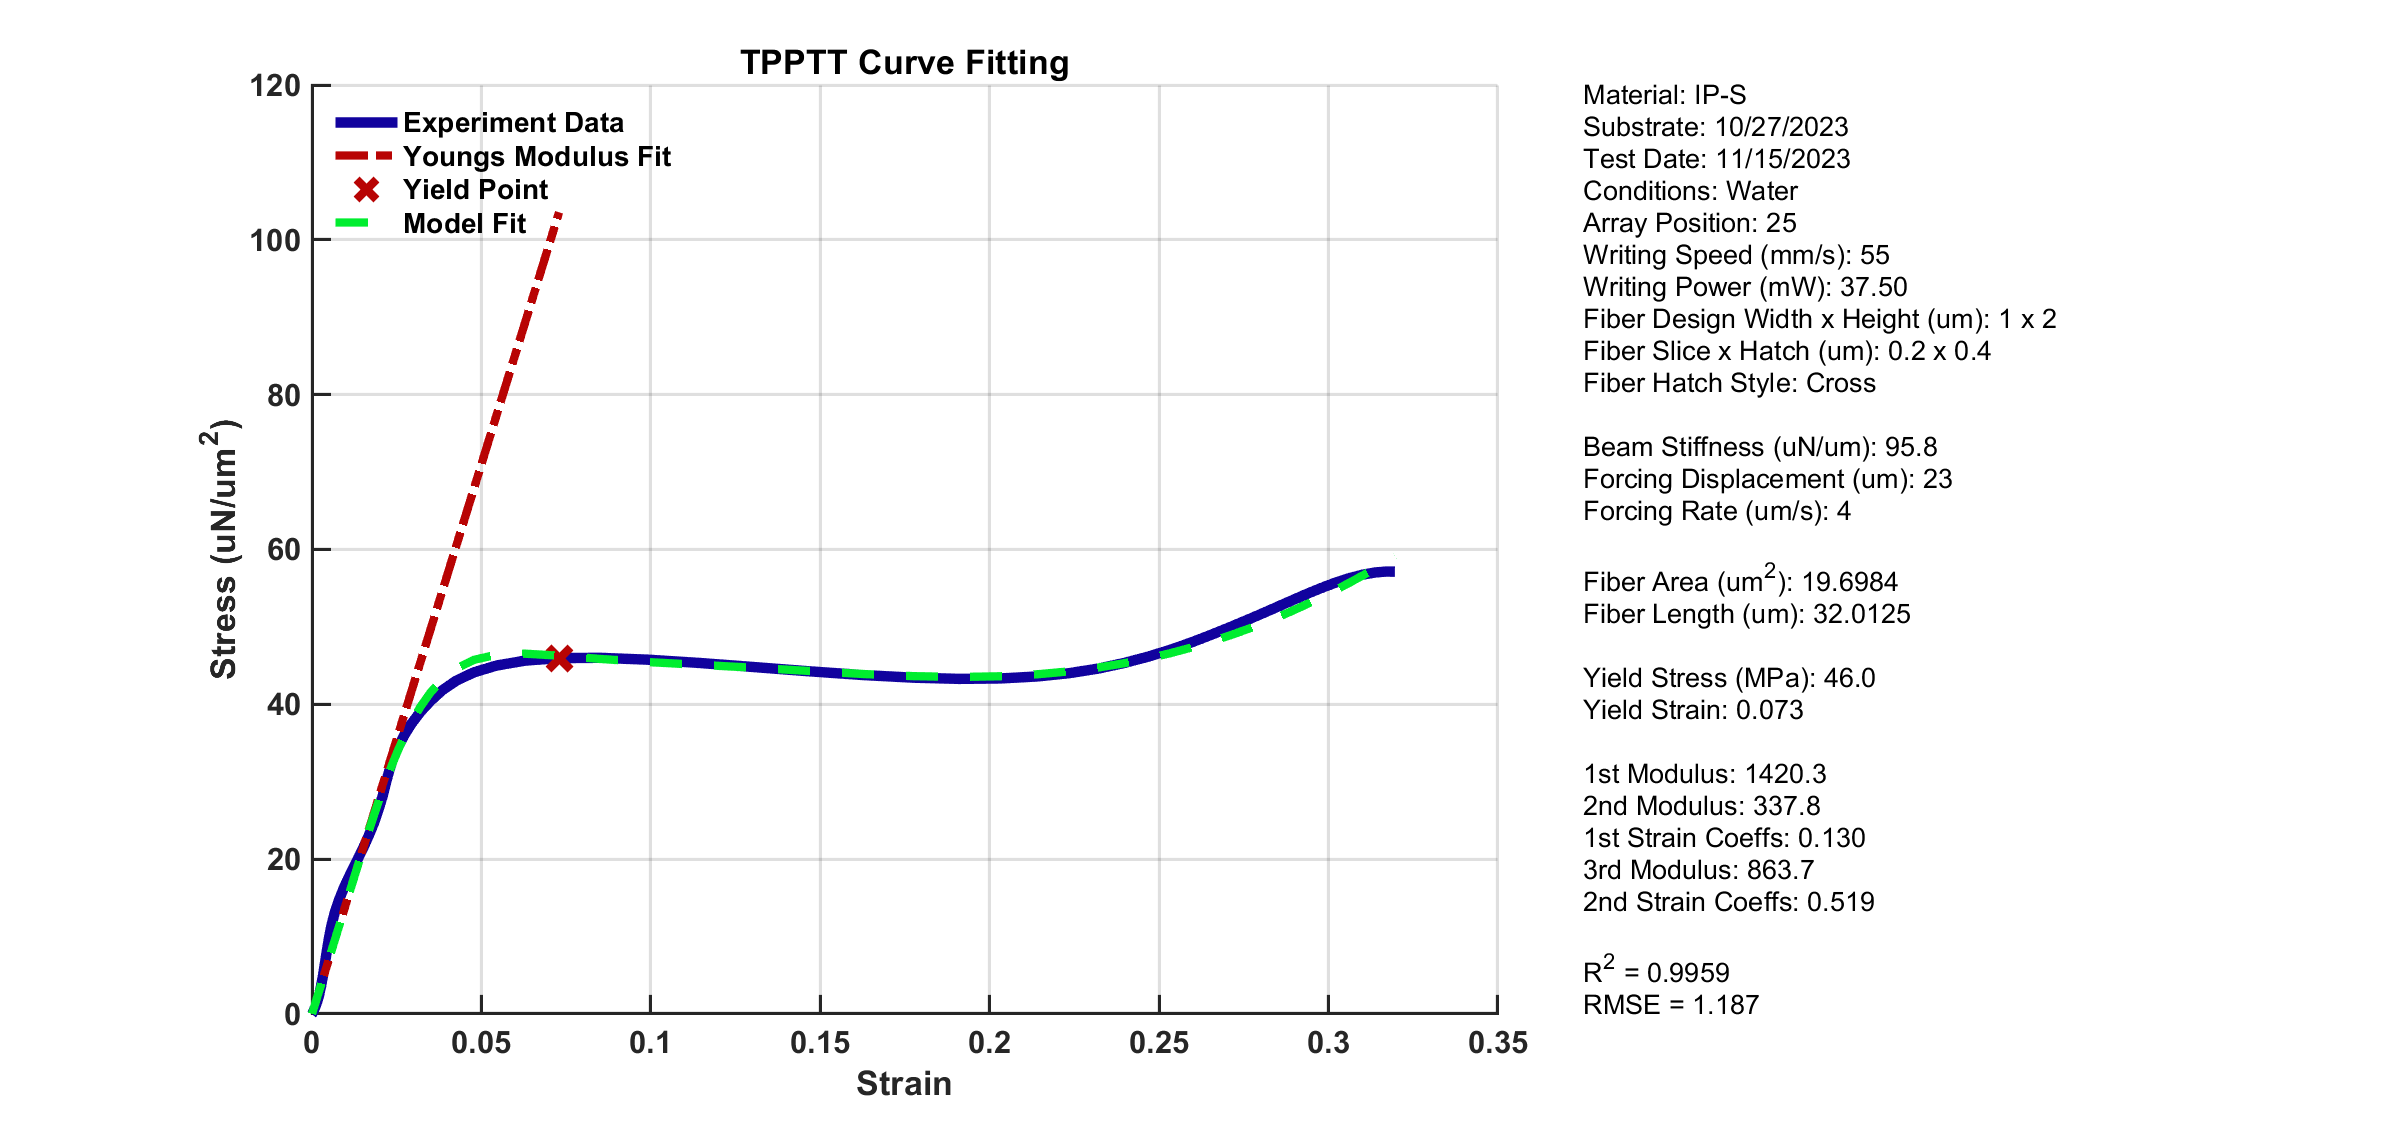 TPPTT Curve Fitting
120
100
80
60
40
20
0
Stress (uN/um²)
Experiment Data
Youngs Modulus Fit
Yield Point
Model Fit
0 0.05 0.1 0.15 0.2 0.25 0.3 0.35
Strain
Material: IP-S
Substrate: 10/27/2023
Test Date: 11/15/2023
Conditions: Water
Array Position: 25
Writing Speed (mm/s): 55
Writing Power (mW): 37.50
Fiber Design Width x Height (um): 1 x 2
Fiber Slice x Hatch (um): 0.2 x 0.4
Fiber Hatch Style: Cross
Beam Stiffness (uN/um): 95.8
Forcing Displacement (um): 23
Forcing Rate (um/s): 4
Fiber Area (um²): 19.6984
Fiber Length (um): 32.0125
Yield Stress (MPa): 46.0
Yield Strain: 0.073
1st Modulus: 1420.3
2nd Modulus: 337.8
1st Strain Coeffs: 0.130
3rd Modulus: 863.7
2nd Strain Coeffs: 0.519
R² = 0.9959
RMSE = 1.187